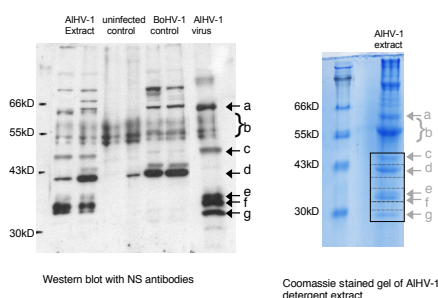 AlHV-1 uninfected BoHV-1 AlHV-1
Extract control control virus
66kD
55kD
43kD
30kD
a
b
c
d
e
f
g
Western blot with NS antibodies
AlHV-1
extract
66kD
55kD
43kD
30kD
a
b
c
d
e
f
g
Coomassie stained gel of AlHV-1
detergent extract